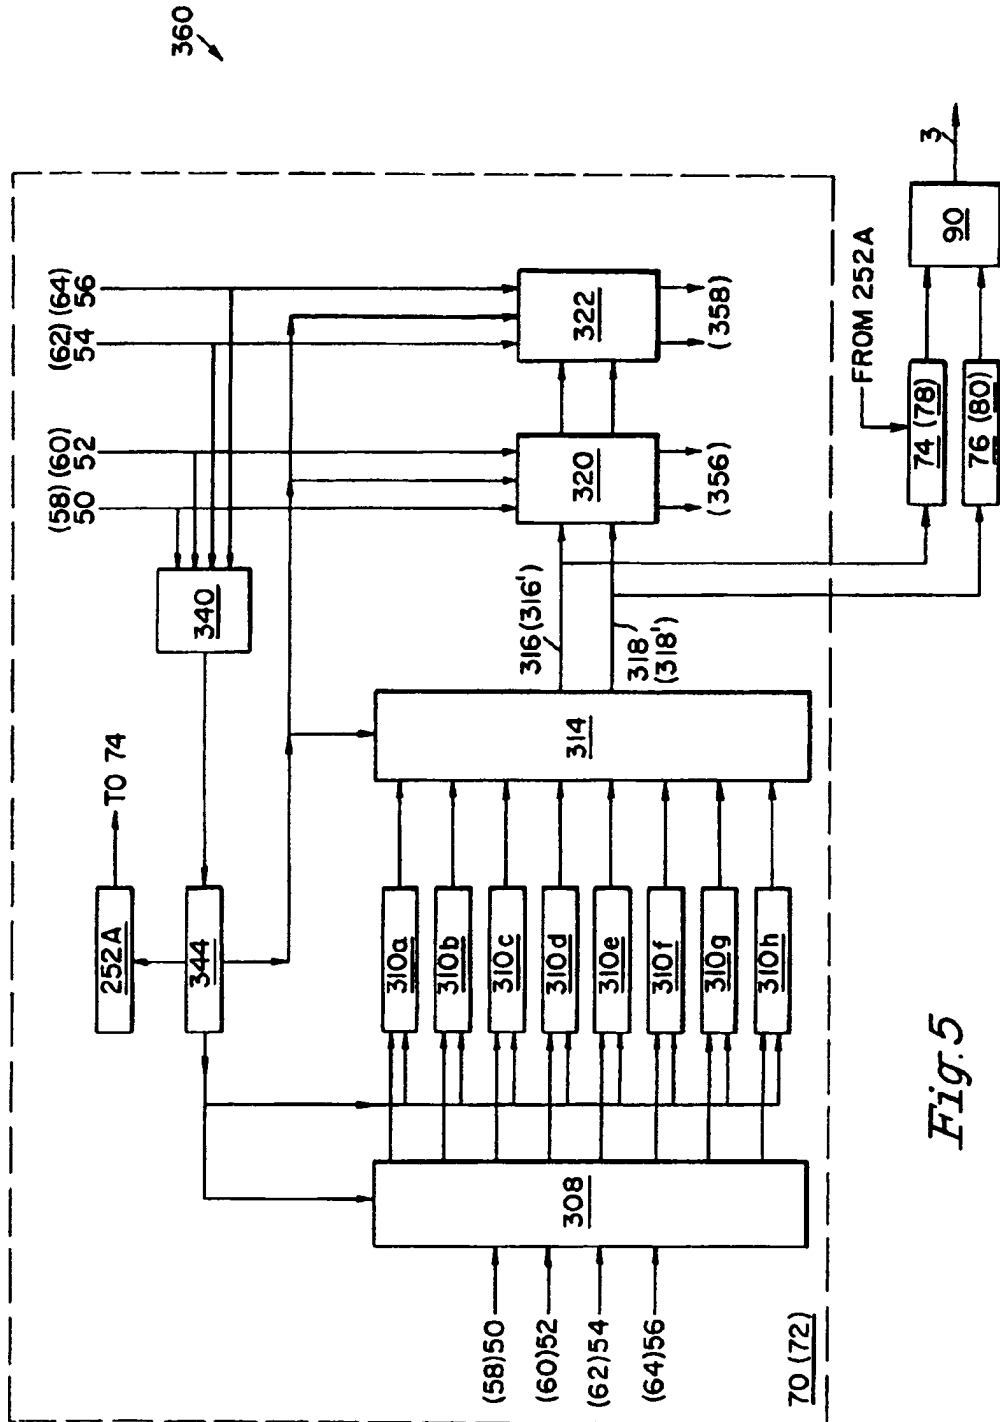 360
(58) (60)
50 52
(62) (64)
54 56
340
TO 74
252A
344
310a
310b
310c
310d
310e
310f
310g
310h
308
314
316(316')
318'
(318')
320
322
(356)
(358)
(58)50
(60)52
(62)54
(64)56
70 (72)
FROM 252A
74 (78)
76 (80)
90
3
Fig. 5